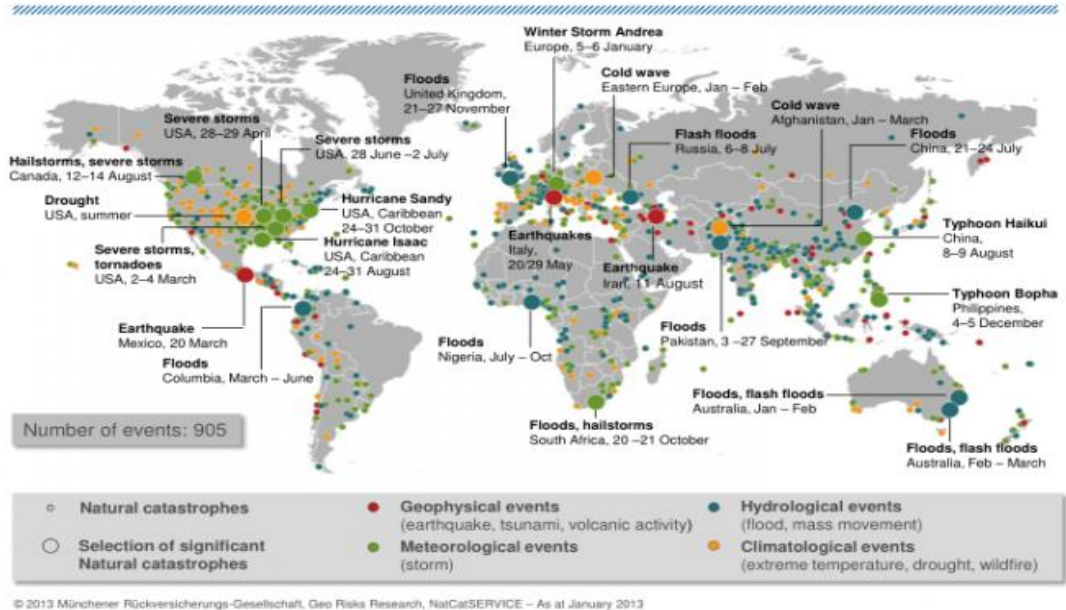 Winter Storm Andrea
Europe, 5–6 January
Floods
United Kingdom,
21–27 November
Cold wave
Eastern Europe, Jan – Feb
Cold wave
Afghanistan, Jan – March
Severe storms
USA, 28–29 April
Severe storms
USA, 28 June –2 July
Flash floods
Russia, 6–8 July
Floods
China, 21–24 July
Hailstorms, severe storms
Canada, 12–14 August
Drought
USA, summer
Hurricane Sandy
USA, Caribbean
24–31 October
Severe storms,
tornadoes
USA, 2–4 March
Hurricane Isaac
USA, Caribbean
24–31 August
Earthquakes
Italy,
20/29 May
Earthquake
Iran, 11 August
Typhoon Haikui
China,
8–9 August
Typhoon Bopha
Philippines,
4–5 December
Earthquake
Mexico, 20 March
Floods
Columbia, March – June
Floods
Nigeria, July – Oct
Floods
Pakistan, 3 –27 September
Floods, flash floods
Australia, Jan – Feb
Floods, hailstorms
South Africa, 20 –21 October
Floods, flash floods
Australia, Feb – March
Number of events: 905
Natural catastrophes
Selection of significant
Natural catastrophes
Geophysical events
(earthquake, tsunami, volcanic activity)
Meteorological events
(storm)
Hydrological events
(flood, mass movement)
Climatological events
(extreme temperature, drought, wildfire)
© 2013 Münchener Rückversicherungs-Gesellschaft, Geo Risks Research, NatCatSERVICE – As at January 2013